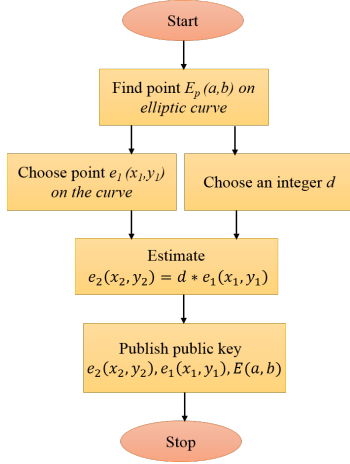 Start
Find point Eₚ(a,b) on
elliptic curve
Choose point e₁(x₁,y₁)
on the curve
Choose an integer d
Estimate
e₂(x₂, y₂) = d ∗ e₁(x₁, y₁)
Publish public key
e₂(x₂, y₂), e₁(x₁, y₁), E(a, b)
Stop